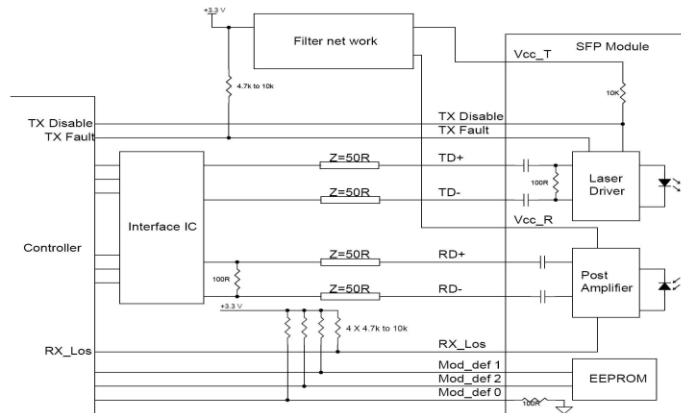 +3.3 V
Filter net work
SFP Module
Vcc_T
4.7k to 10k
10K
TX Disable
TX Disable
TX Fault
TX Fault
Z=50R
TD+
100R
Laser
Driver
Z=50R
TD-
Interface IC
Vcc_R
Controller
Z=50R
RD+
100R
Post
Amplifier
Z=50R
RD-
+3.3 V
4 X 4.7k to 10k
RX_Los
RX_Los
Mod_def 1
Mod_def 2
EEPROM
Mod_def 0
100R